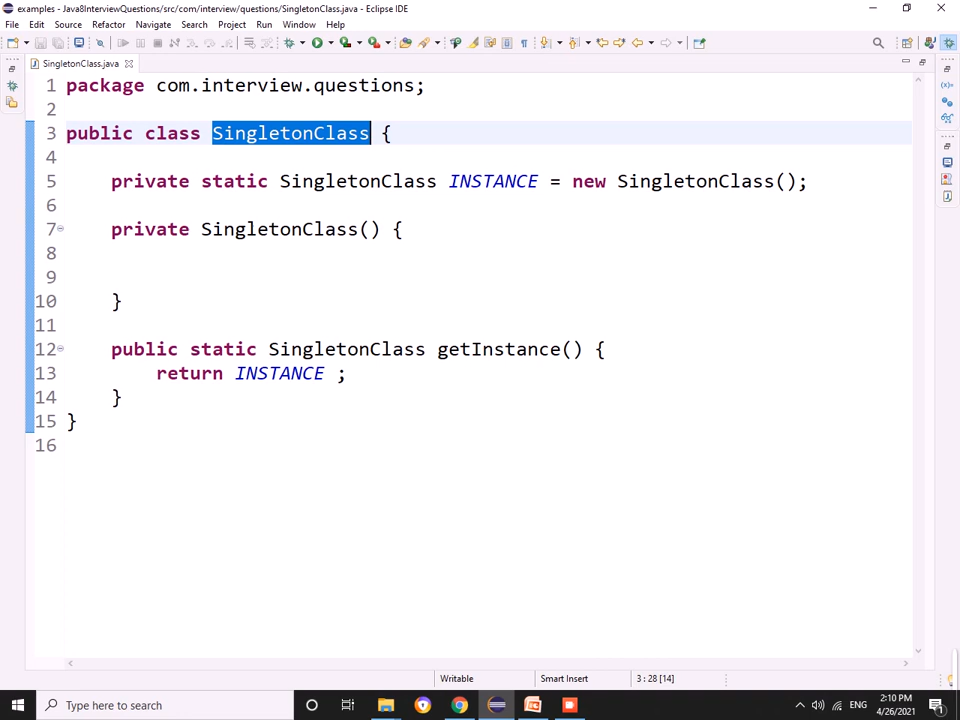 examples - Java8InterviewQuestions/src/com/interview/questions/SingletonClass.java - Eclipse IDE
File Edit Source Refactor Navigate Search Project Run Window Help
SingletonClass.java
1 package com.interview.questions;
2
3 public class SingletonClass {
4
5 private static SingletonClass INSTANCE = new SingletonClass();
6
7 private SingletonClass() {
8
9
10 }
11
12 public static SingletonClass getInstance() {
13 return INSTANCE ;
14 }
15 }
16
Writable Smart Insert 3 : 28 [14]
Type here to search
ENG
2:10 PM
4/26/2021
1